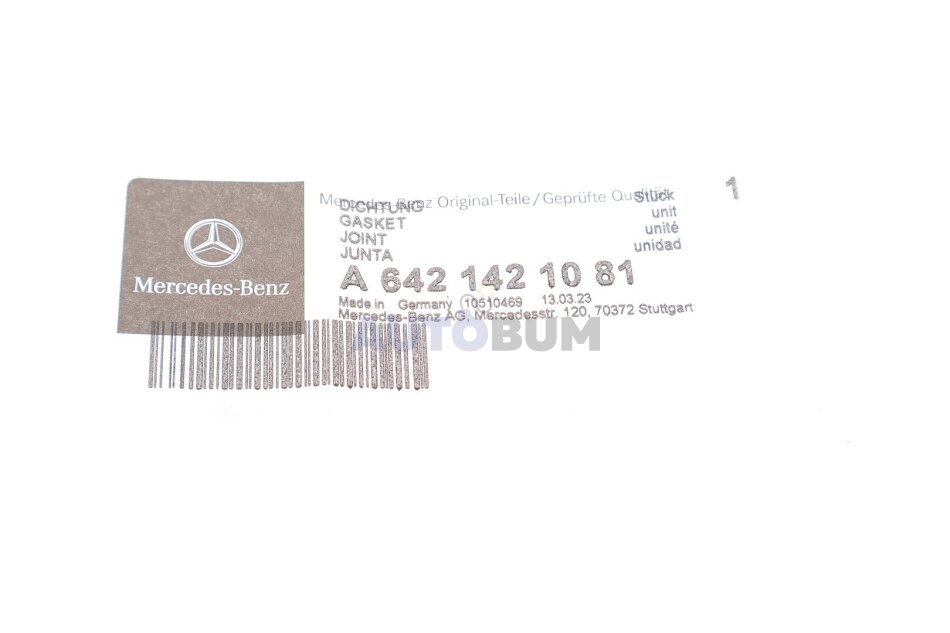 Mercedes-Benz
Mercedes-Benz Original-Teile/Geprüfte Qualität
DICHTUNG Stück 1
GASKET unit
JOINT unité
JUNTA unidad
A 642 142 10 81
Made in Germany (10510469 13.03.23
Mercedes-Benz AG, Mercedesstr. 120, 70372 Stuttgart
AUTOBUM